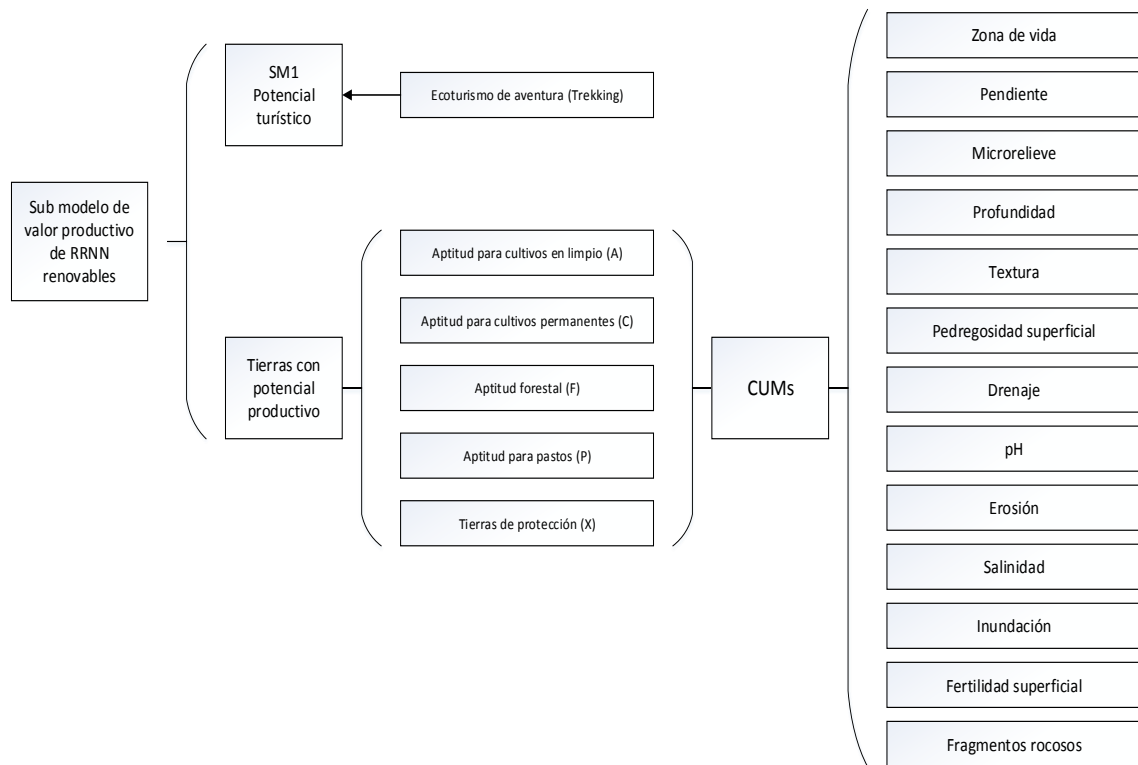 Sub modelo de
valor productivo
de RRNN
renovables
SM1
Potencial
turístico
Ecoturismo de aventura (Trekking)
Tierras con
potencial
productivo
Aptitud para cultivos en limpio (A)
Aptitud para cultivos permanentes (C)
Aptitud forestal (F)
Aptitud para pastos (P)
Tierras de protección (X)
CUMs
Zona de vida
Pendiente
Microrelieve
Profundidad
Textura
Pedregosidad superficial
Drenaje
pH
Erosión
Salinidad
Inundación
Fertilidad superficial
Fragmentos rocosos